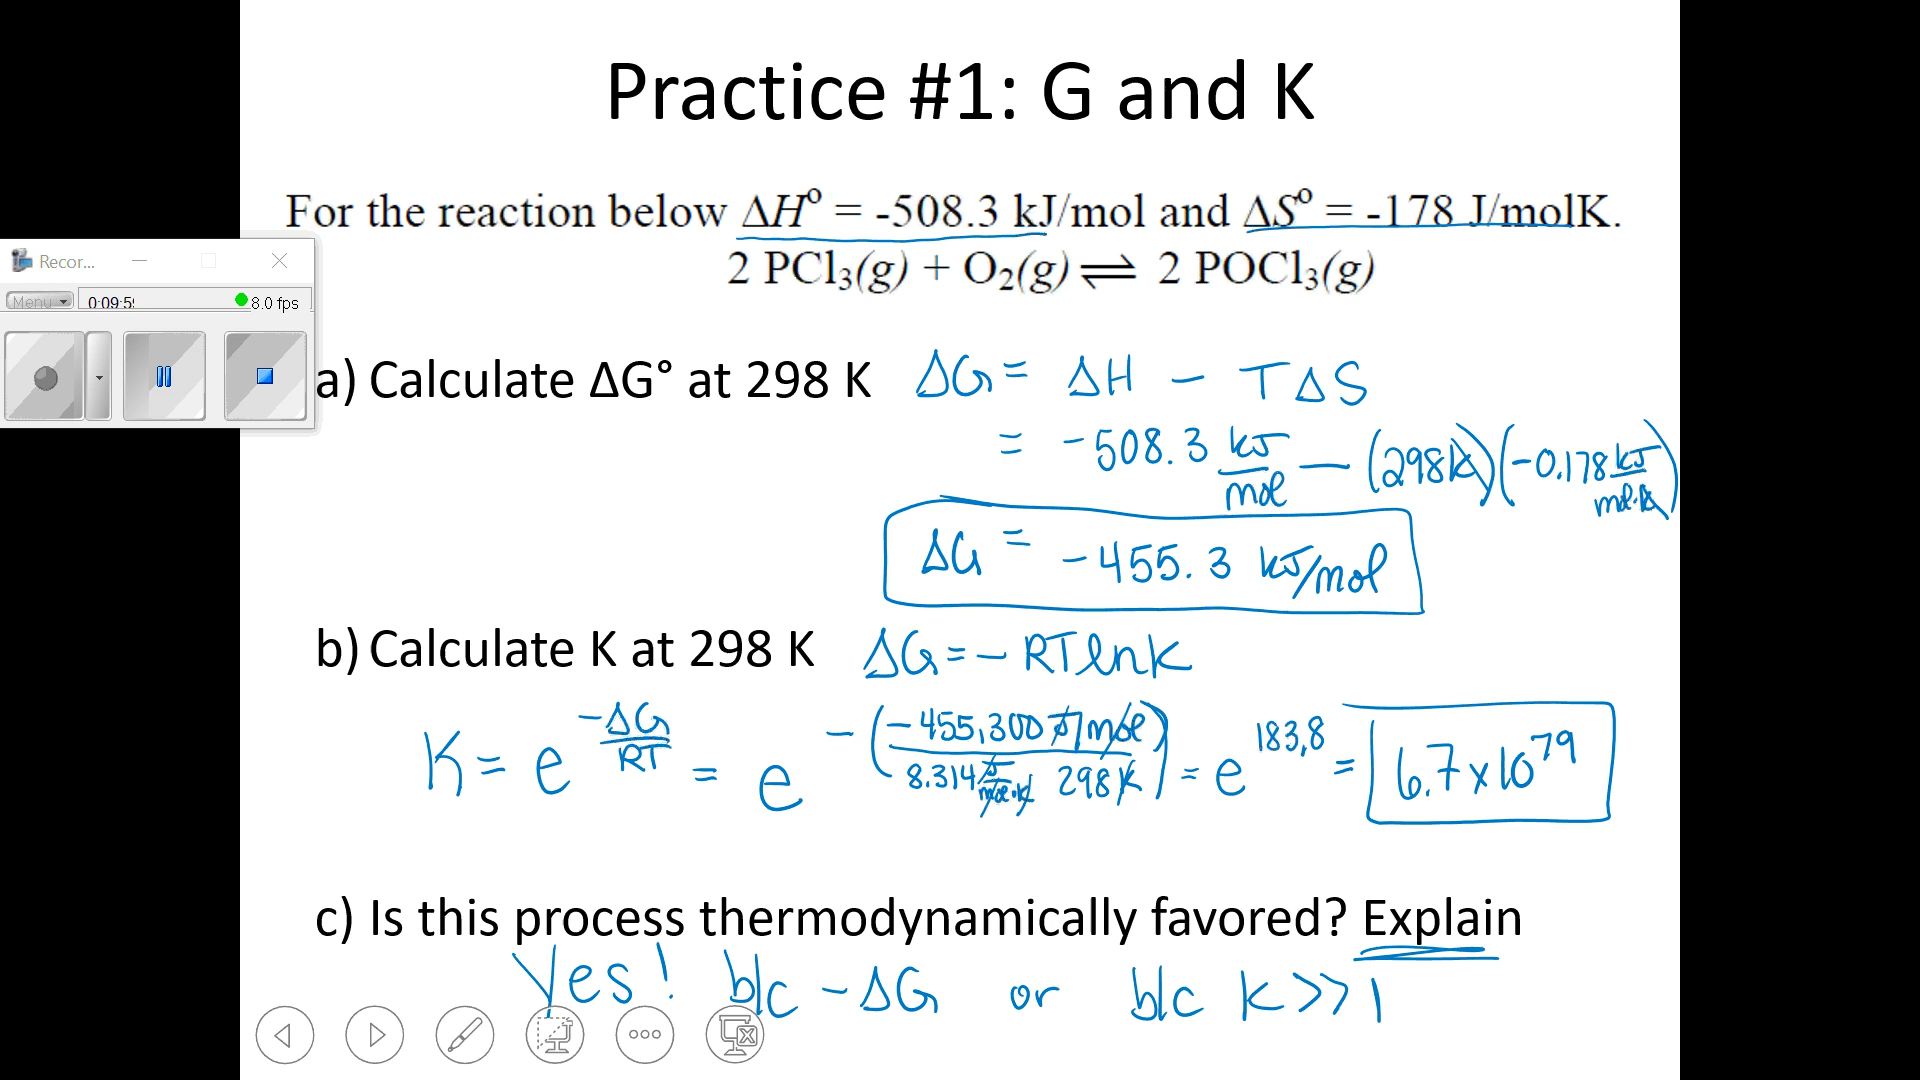 Practice #1: G and K
For the reaction below ΔH° = -508.3 kJ/mol and ΔS° = -178 J/molK.
2 PCl₃(g) + O₂(g) ⇌ 2 POCl₃(g)
Recor...
Menu
0:09:5
8.0 fps
a) Calculate ΔG° at 298 K
ΔG = ΔH - TΔS
= -508.3 kJ/mol - (298K)(-0.178 kJ/mol·K)
ΔG = -455.3 kJ/mol
b) Calculate K at 298 K
ΔG = - RTlnK
K = e^(-ΔG/RT) = e^-(-455,300 J/mol / 8.314 J/mol·K 298K) = e^183.8 = 6.7x10^79
c) Is this process thermodynamically favored? Explain
Yes! b/c -ΔG or b/c K>>1